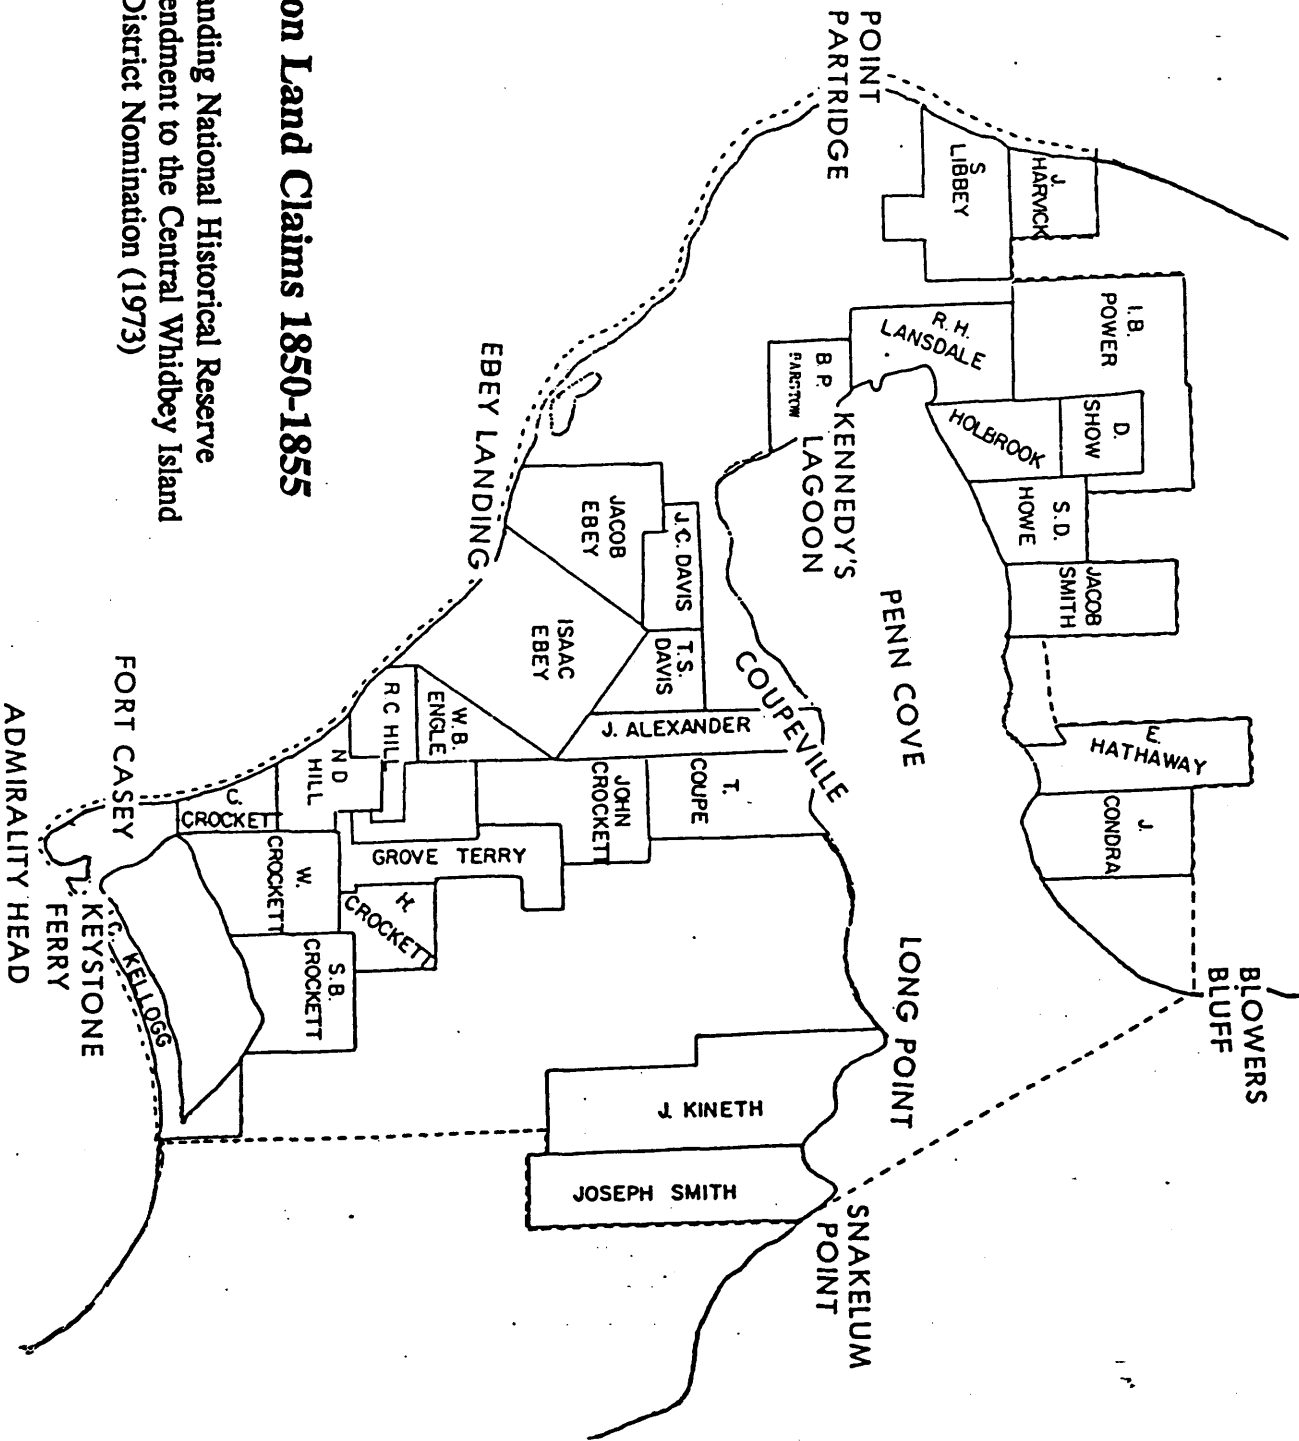 on Land Claims 1850-1855
anding National Historical Reserve
endment to the Central Whidbey Island
District Nomination (1973)
POINT
PARTRIDGE
J.
HARVICK
S
LIBBEY
I.B.
POWER
R. H.
LANSDALE
B P.
BARSTOW
D.
SHOW
HOLBROOK
S.D.
HOWE
JACOB
SMITH
E.
HATHAWAY
J.
CONDRA
BLOWERS
BLUFF
KENNEDY'S
LAGOON
PENN COVE
COUPEVILLE
LONG POINT
SNAKELUM
POINT
EBEY LANDING
JACOB
EBEY
J.C. DAVIS
T.S.
DAVIS
ISAAC
EBEY
J. ALEXANDER
T.
COUPE
JOHN
CROCKETT
W.B.
ENGLE
R C HILL
N D
HILL
GROVE TERRY
C.
CROCKETT
W.
CROCKETT
H.
CROCKETT
S.B.
CROCKETT
C. KELLOGG
J. KINETH
JOSEPH SMITH
FORT CASEY
ADMIRALITY HEAD
KEYSTONE
FERRY